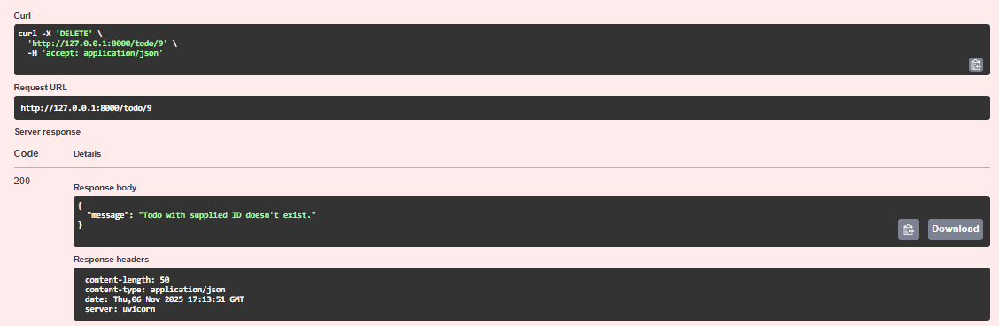 Curl
curl -X 'DELETE' \
  'http://127.0.0.1:8000/todo/9' \
  -H 'accept: application/json'
Request URL
http://127.0.0.1:8000/todo/9
Server response
Code Details
200
Response body
{
  "message": "Todo with supplied ID doesn't exist."
}
Download
Response headers
content-length: 50
content-type: application/json
date: Thu,06 Nov 2025 17:13:51 GMT
server: uvicorn